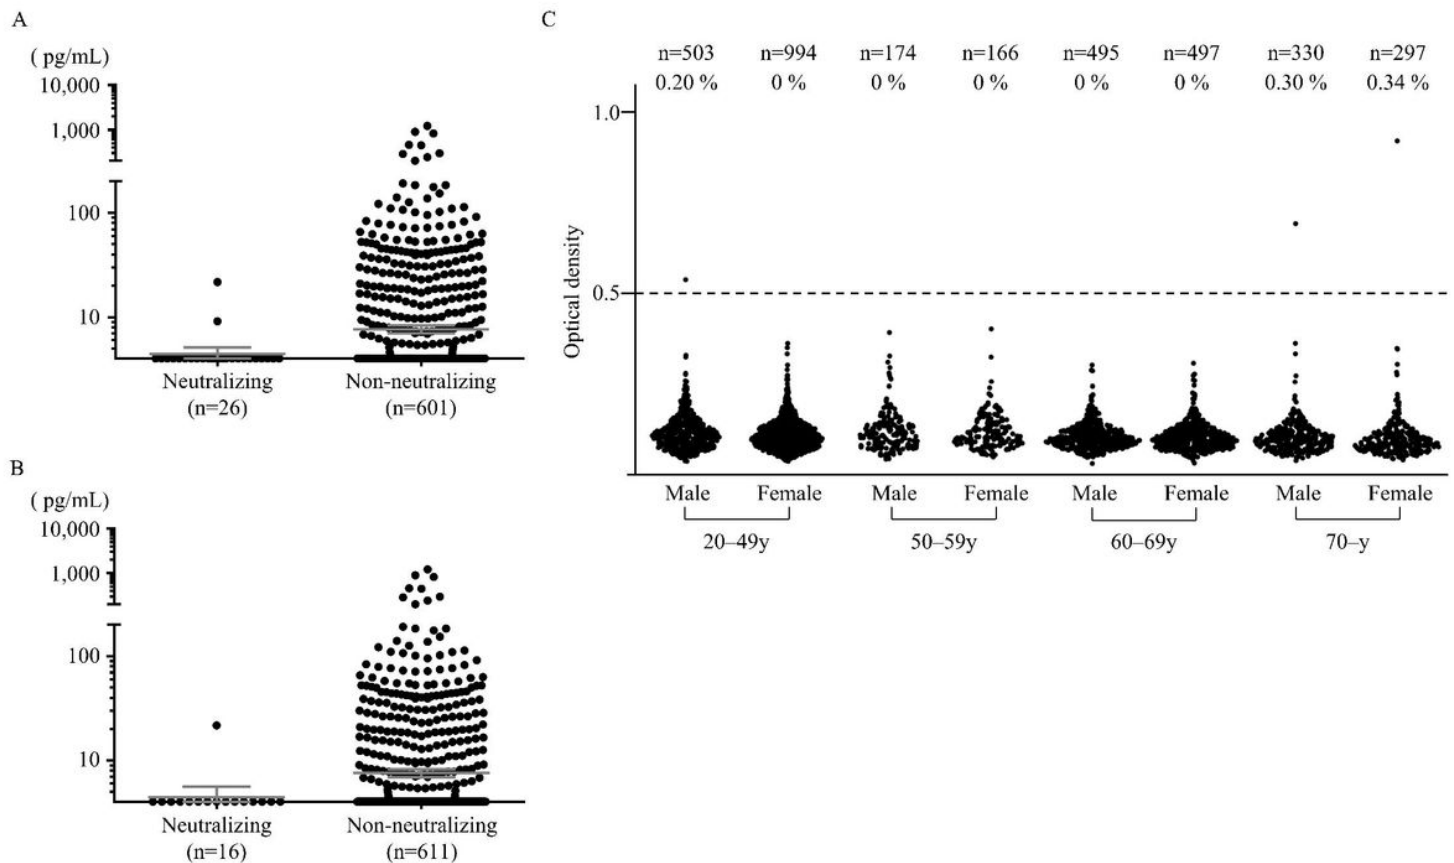 A
( pg/mL)
10,000
1,000
100
10
Neutralizing Non-neutralizing
(n=26) (n=601)
B
( pg/mL)
10,000
1,000
100
10
Neutralizing Non-neutralizing
(n=16) (n=611)
C
n=503 n=994 n=174 n=166 n=495 n=497 n=330 n=297
0.20 % 0 % 0 % 0 % 0 % 0 % 0.30 % 0.34 %
1.0
0.5
Optical density
Male Female Male Female Male Female Male Female
20–49y 50–59y 60–69y 70–y